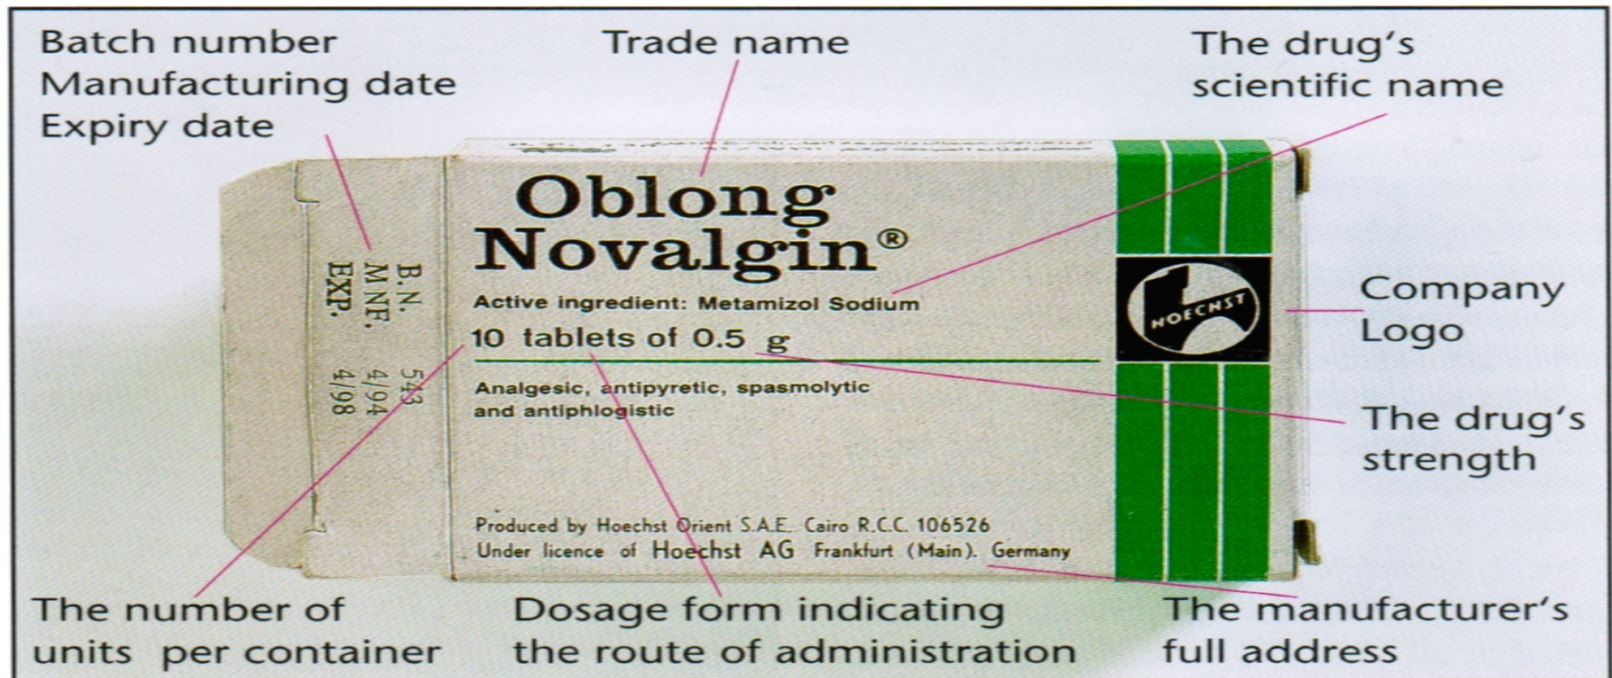 Batch number
Manufacturing date
Expiry date
Trade name
The drug's
scientific name
Oblong
Novalgin®
Active ingredient: Metamizol Sodium
10 tablets of 0.5 g
Analgesic, antipyretic, spasmolytic
and antiphlogistic
Produced by Hoechst Orient S.A.E. Cairo R.C.C. 106526
Under licence of Hoechst AG Frankfurt (Main). Germany
B.N. 543
MNF. 4/94
EXP. 4/98
HOECHST
Company
Logo
The drug's
strength
The number of
units per container
Dosage form indicating
the route of administration
The manufacturer's
full address